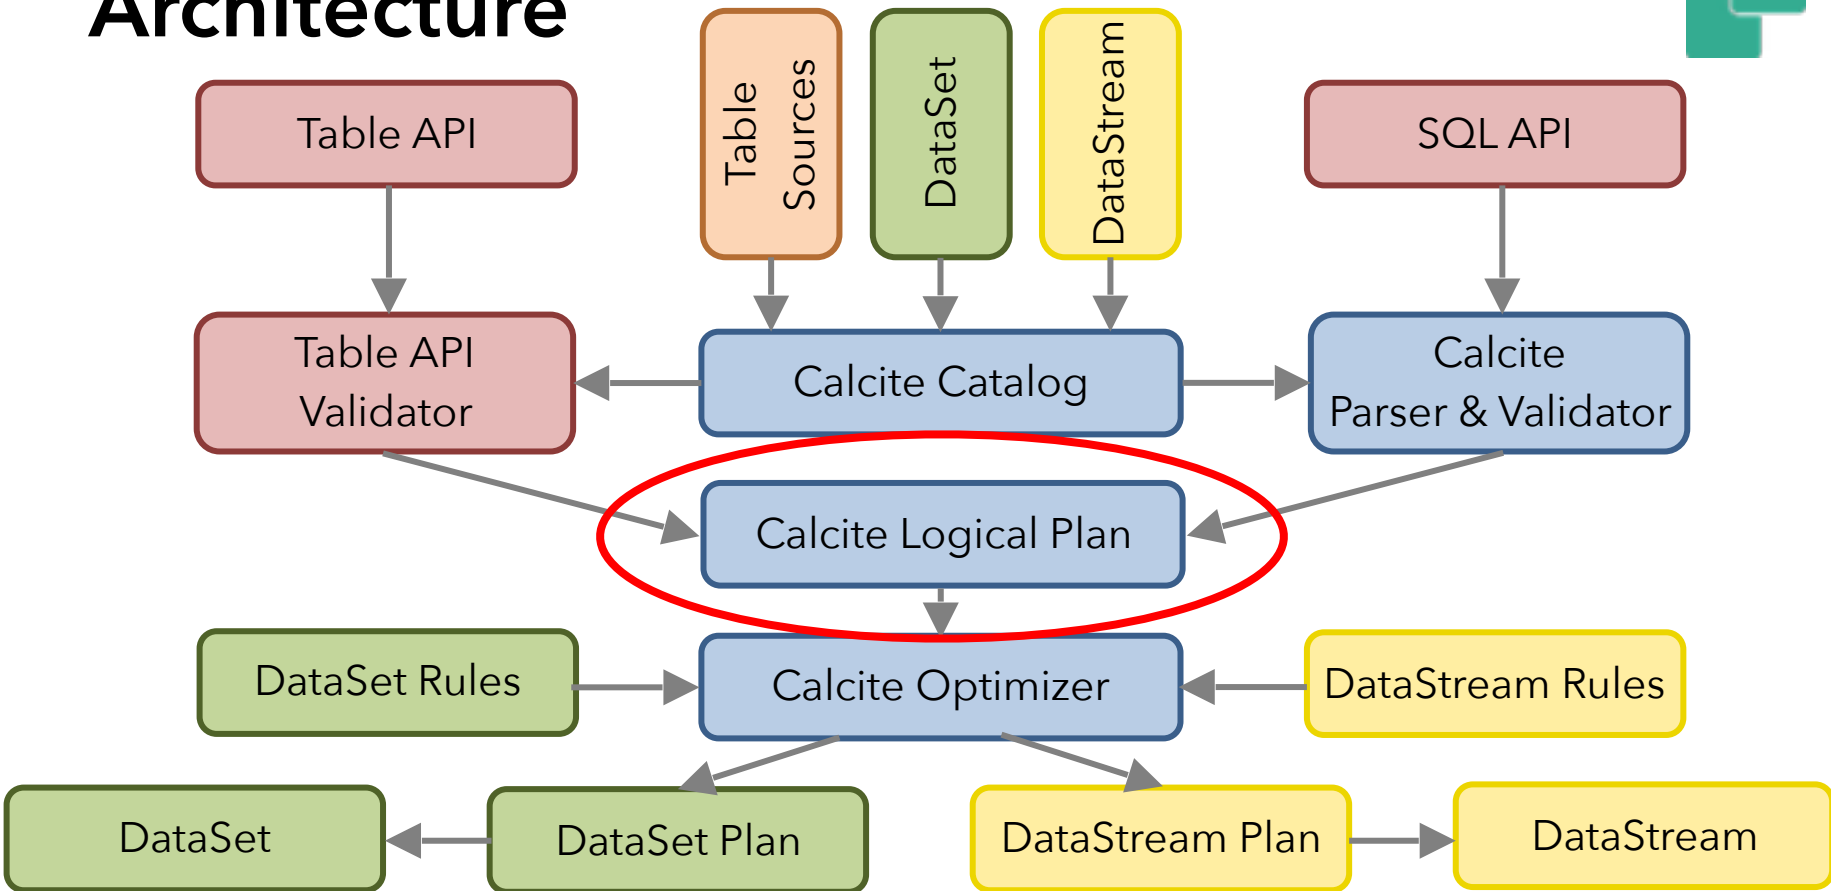 Architecture
Table API
Table
Sources
DataSet
DataStream
SQL API
Table API
Validator
Calcite Catalog
Calcite
Parser & Validator
Calcite Logical Plan
DataSet Rules
Calcite Optimizer
DataStream Rules
DataSet
DataSet Plan
DataStream Plan
DataStream